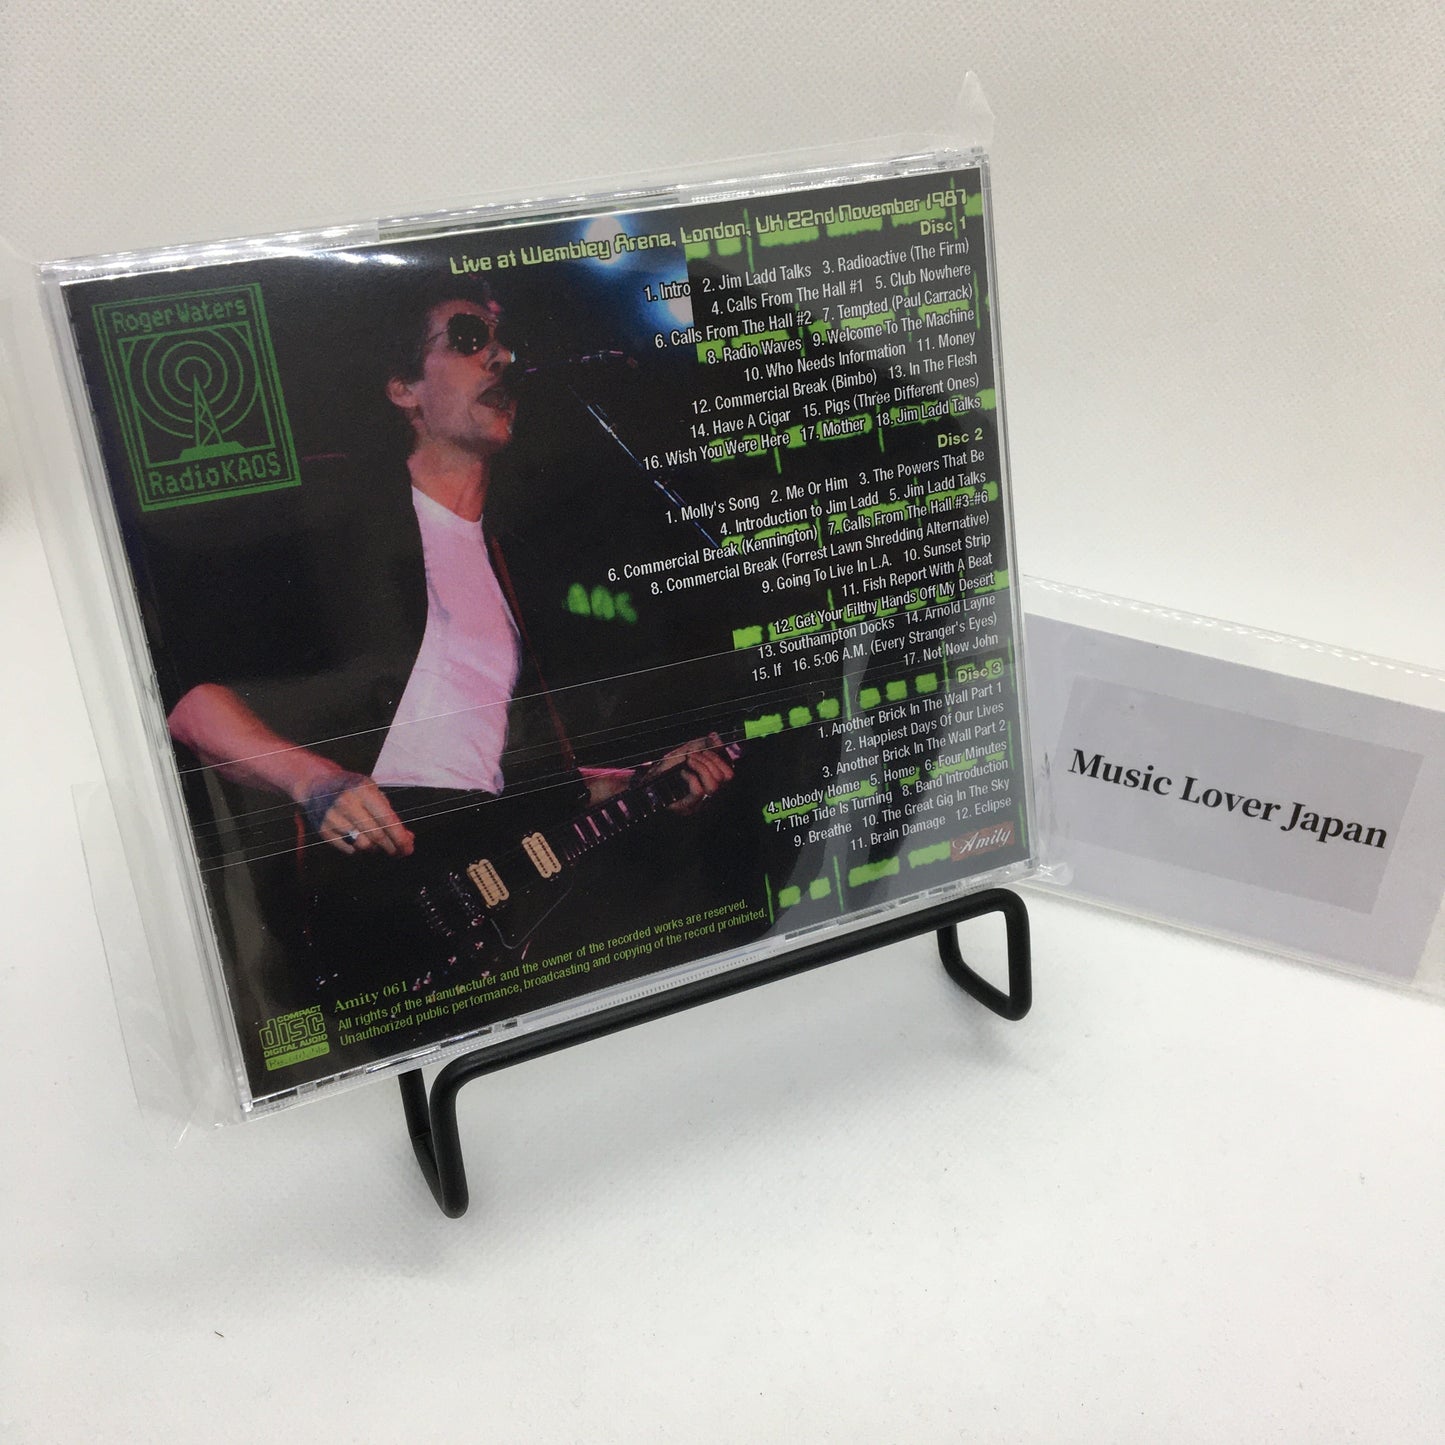 Live at Wembley Arena, London, UK 22nd November 1987
Disc 1
1. Intro 2. Jim Ladd Talks 3. Radioactive (The Firm)
4. Calls From The Hall #1 5. Club Nowhere
6. Calls From The Hall #2 7. Tempted (Paul Carrack)
8. Radio Waves 9. Welcome To The Machine
10. Who Needs Information 11. Money
12. Commercial Break (Bimbo) 13. In The Flesh
14. Have A Cigar 15. Pigs (Three Different Ones)
16. Wish You Were Here 17. Mother 18. Jim Ladd Talks
Disc 2
1. Molly's Song 2. Me Or Him 3. The Powers That Be
4. Introduction to Jim Ladd 5. Jim Ladd Talks
6. Commercial Break (Kennington) 7. Calls From The Hall #3-#6
8. Commercial Break (Forrest Lawn Shredding Alternative)
9. Going To Live In L.A. 10. Sunset Strip
11. Fish Report With A Beat
12. Get Your Filthy Hands Off My Desert
13. Southampton Docks 14. Arnold Layne
15. If 16. 5:06 A.M. (Every Stranger's Eyes)
17. Not Now John
Disc 3
1. Another Brick In The Wall Part 1
2. Happiest Days Of Our Lives
3. Another Brick In The Wall Part 2
4. Nobody Home 5. Home 6. Four Minutes
7. The Tide Is Turning 8. Band Introduction
9. Breathe 10. The Great Gig In The Sky
11. Brain Damage 12. Eclipse
Amity
Roger Waters
Radio KAOS
Amity 061
All rights of the manufacturer and the owner of the recorded works are reserved.
Unauthorized public performance, broadcasting and copying of the record prohibited.
COMPACT
disc
DIGITAL AUDIO
Recordable
Music Lover Japan